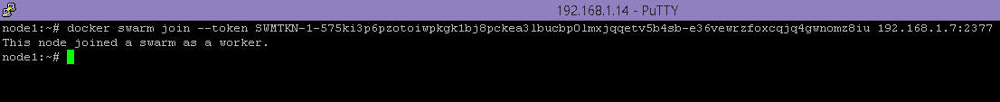 192.168.1.14 - PuTTY
node1:~# docker swarm join --token SWMTKN-1-575ki3p6pzotoiwpkgk1bj8pckea3lbucbp0lmxjqqetv5b4sb-e36vewrzfoxcqjq4gwnomz8iu 192.168.1.7:2377
This node joined a swarm as a worker.
node1:~#